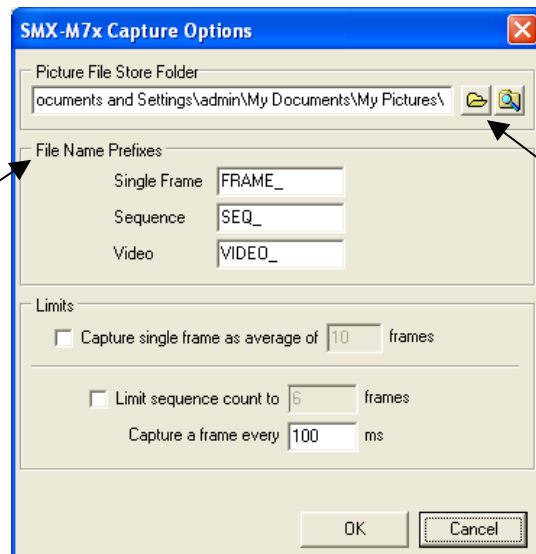 SMX-M7x Capture Options
Picture File Store Folder
ocuments and Settings\admin\My Documents\My Pictures\
File Name Prefixes
Single Frame FRAME_
Sequence SEQ_
Video VIDEO_
Limits
Capture single frame as average of 10 frames
Limit sequence count to 6 frames
Capture a frame every 100 ms
OK Cancel